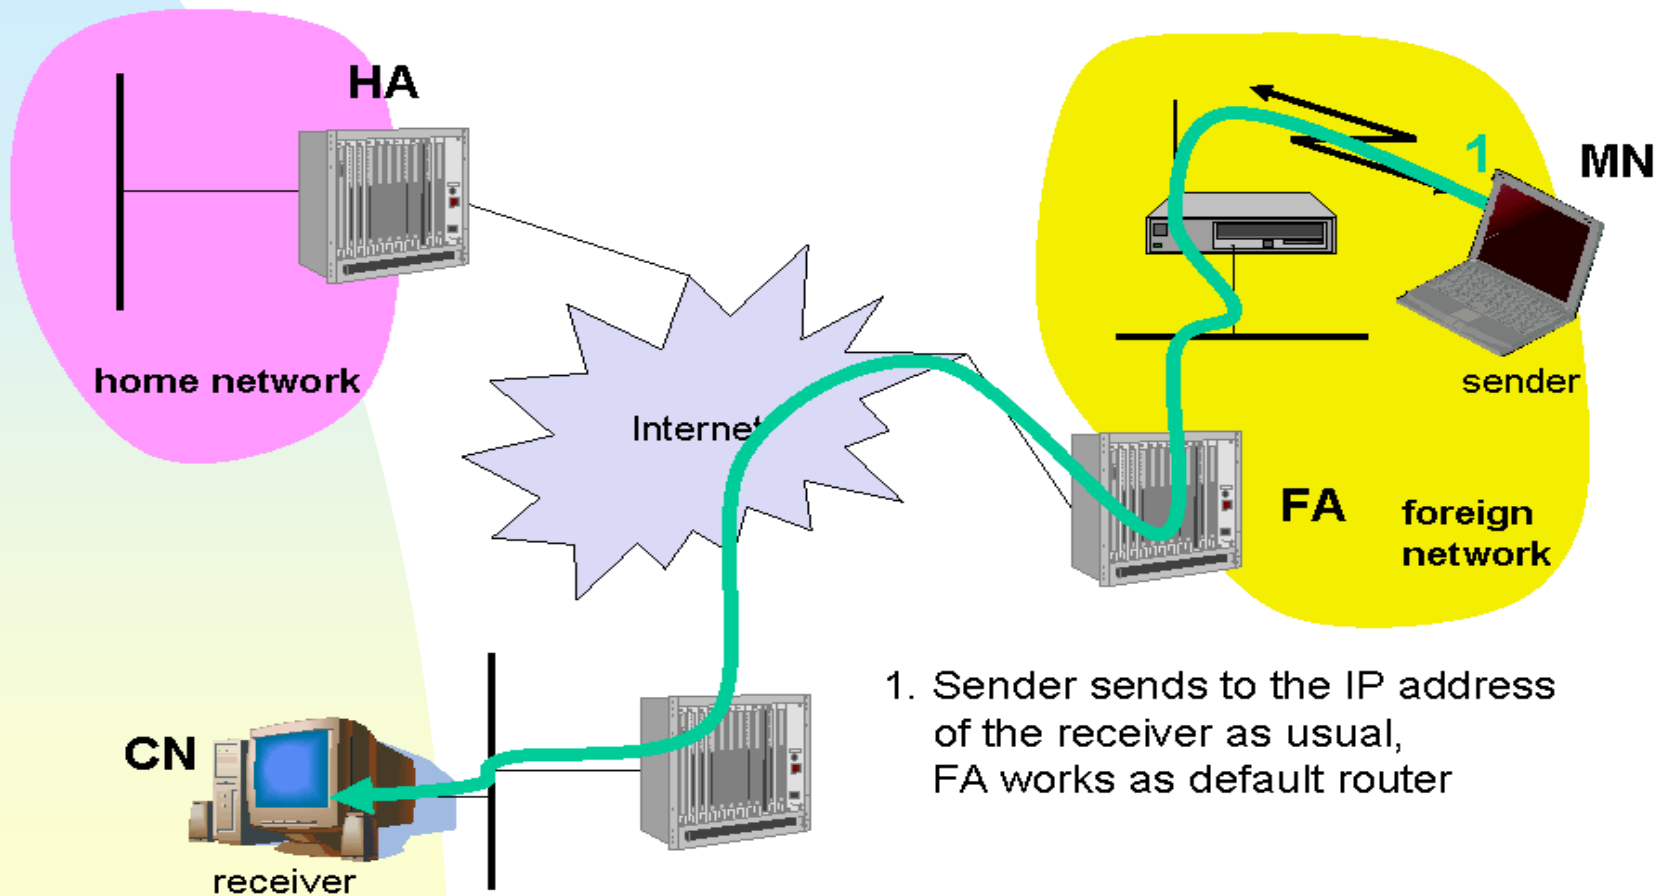 HA
home network
Internet
1
MN
sender
FA
foreign
network
CN
receiver
1. Sender sends to the IP address
of the receiver as usual,
FA works as default router